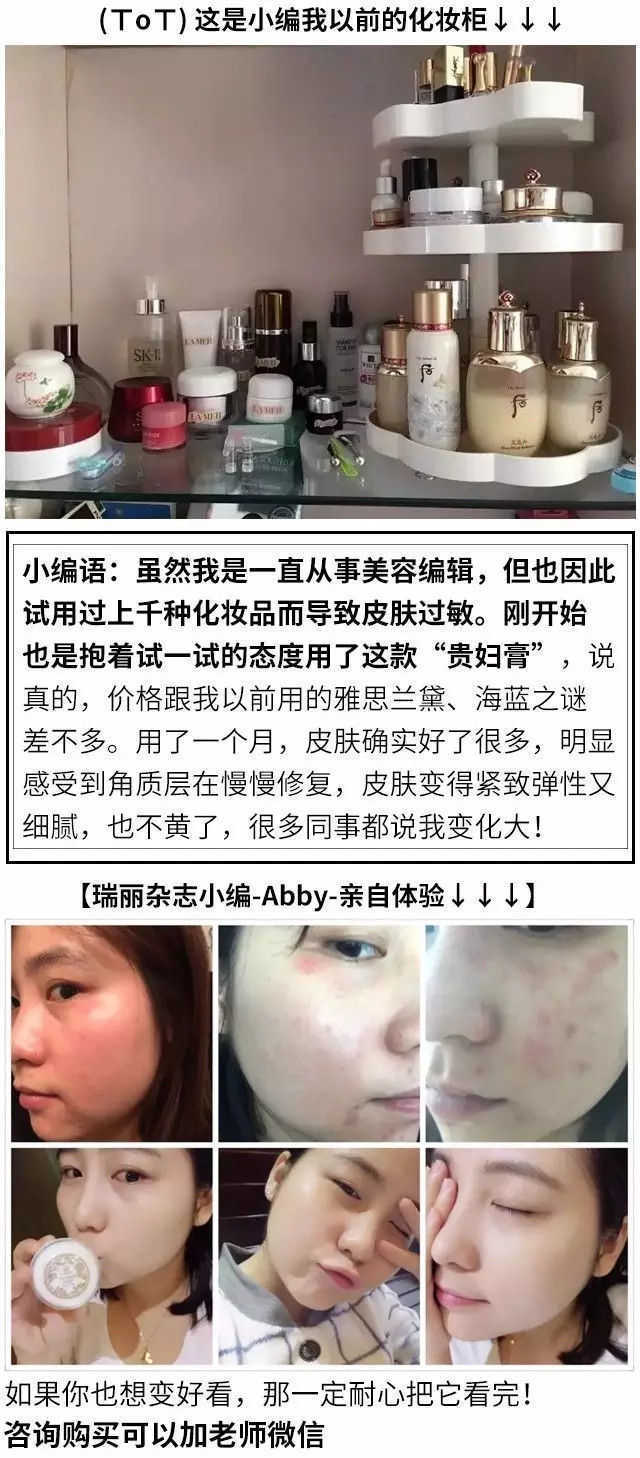 (ㄒoㄒ) 这是小编我以前的化妆柜↓↓↓
SK-II
LA MER
LA MER
LA MER
后
后
后
小编语：虽然我是一直从事美容编辑，但也因此
试用过上千种化妆品而导致皮肤过敏。刚开始
也是抱着试一试的态度用了这款“贵妇膏”，说
真的，价格跟我以前用的雅思兰黛、海蓝之谜
差不多。用了一个月，皮肤确实好了很多，明显
感受到角质层在慢慢修复，皮肤变得紧致弹性又
细腻，也不黄了，很多同事都说我变化大！
【瑞丽杂志小编-Abby-亲自体验↓↓↓】
如果你也想变好看，那一定耐心把它看完！
咨询购买可以加老师微信